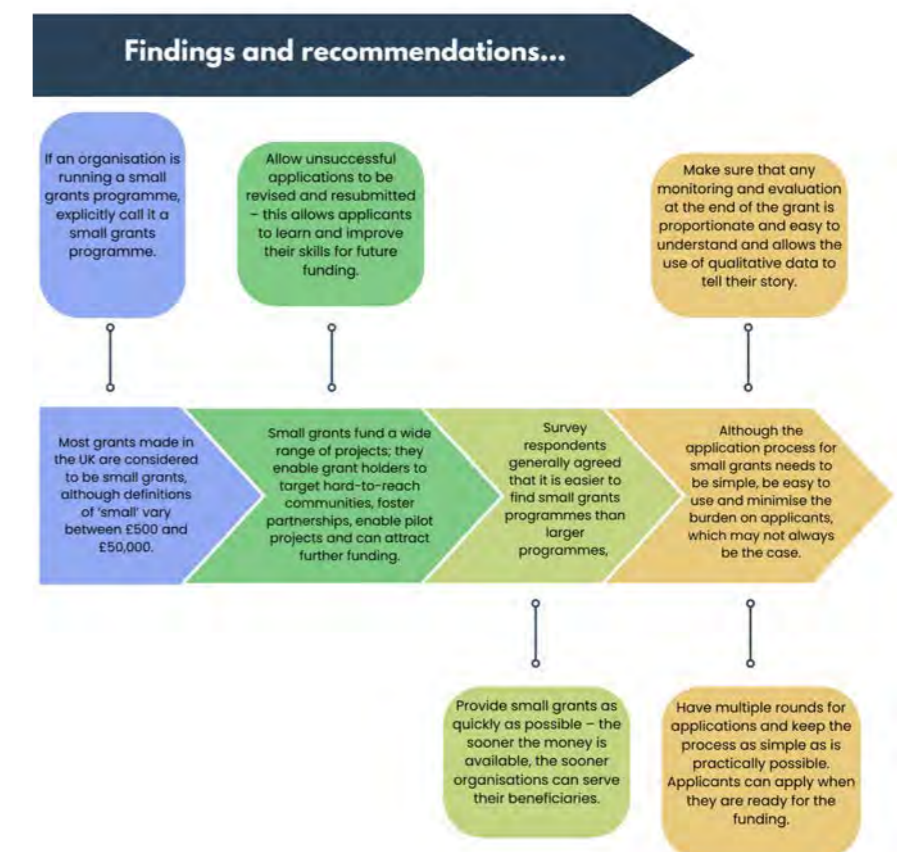 Findings and recommendations...
If an organisation is
running a small
grants programme,
explicitly call it a
small grants
programme.
Allow unsuccessful
applications to be
revised and resubmitted
– this allows applicants
to learn and improve
their skills for future
funding.
Make sure that any
monitoring and evaluation
at the end of the grant is
proportionate and easy to
understand and allows the
use of qualitative data to
tell their story.
Most grants made in
the UK are considered
to be small grants,
although definitions
of ‘small’ vary
between £500 and
£50,000.
Small grants fund a wide
range of projects; they
enable grant holders to
target hard-to-reach
communities, foster
partnerships, enable pilot
projects and can attract
further funding.
Survey
respondents
generally agreed
that it is easier to
find small grants
programmes than
larger
programmes,
Although the
application process for
small grants needs to
be simple, be easy to
use and minimise the
burden on applicants,
which may not always
be the case.
Provide small grants as
quickly as possible – the
sooner the money is
available, the sooner
organisations can serve
their beneficiaries.
Have multiple rounds for
applications and keep the
process as simple as is
practically possible.
Applicants can apply when
they are ready for the
funding.